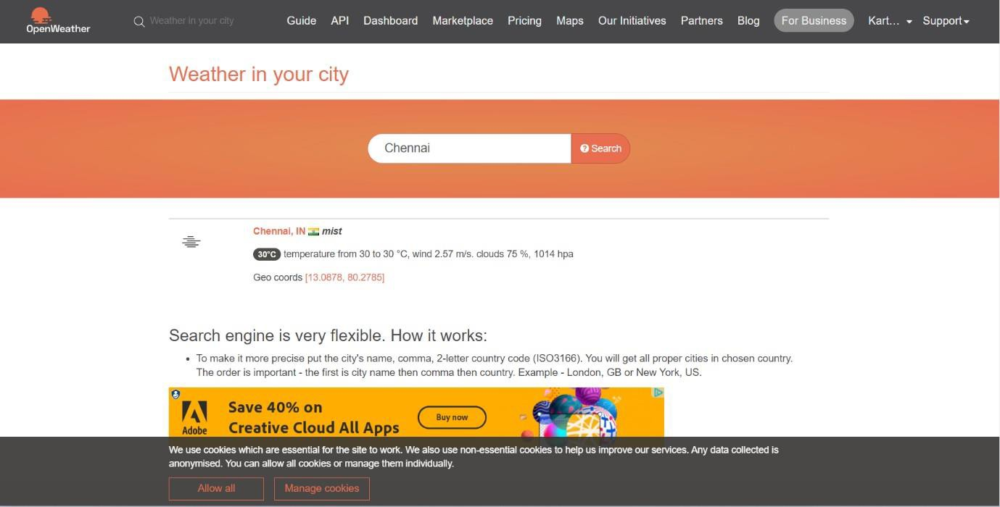 OpenWeather
Weather in your city
Guide API Dashboard Marketplace Pricing Maps Our Initiatives Partners Blog For Business Kart... Support
Weather in your city
Chennai
Search
Chennai, IN mist
30°C temperature from 30 to 30 °C, wind 2.57 m/s. clouds 75 %, 1014 hpa
Geo coords [13.0878, 80.2785]
Search engine is very flexible. How it works:
• To make it more precise put the city's name, comma, 2-letter country code (ISO3166). You will get all proper cities in chosen country.
The order is important - the first is city name then comma then country. Example - London, GB or New York, US.
Adobe
Save 40% on
Creative Cloud All Apps
Buy now
We use cookies which are essential for the site to work. We also use non-essential cookies to help us improve our services. Any data collected is
anonymised. You can allow all cookies or manage them individually.
Allow all
Manage cookies